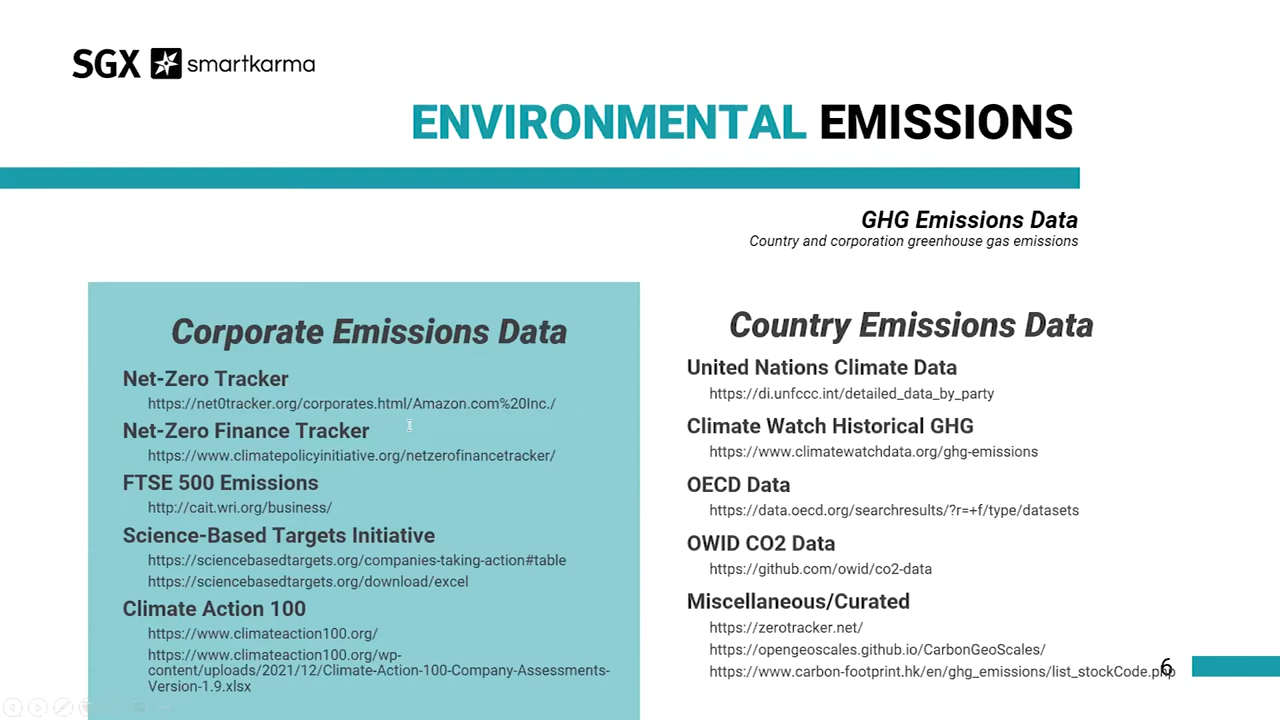 SGX smartkarma
ENVIRONMENTAL EMISSIONS
GHG Emissions Data
Country and corporation greenhouse gas emissions
Corporate Emissions Data
Net-Zero Tracker
https://net0tracker.org/corporates.html/Amazon.com%20Inc./
Net-Zero Finance Tracker
https://www.climatepolicyinitiative.org/netzerofinancetracker/
FTSE 500 Emissions
http://cait.wri.org/business/
Science-Based Targets Initiative
https://sciencebasedtargets.org/companies-taking-action#table
https://sciencebasedtargets.org/download/excel
Climate Action 100
https://www.climateaction100.org/
https://www.climateaction100.org/wp-
content/uploads/2021/12/Climate-Action-100-Company-Assessments-
Version-1.9.xlsx
Country Emissions Data
United Nations Climate Data
https://di.unfccc.int/detailed_data_by_party
Climate Watch Historical GHG
https://www.climatewatchdata.org/ghg-emissions
OECD Data
https://data.oecd.org/searchresults/?r=+f/type/datasets
OWID CO2 Data
https://github.com/owid/co2-data
Miscellaneous/Curated
https://zerotracker.net/
https://opengeoscales.github.io/CarbonGeoScales/
https://www.carbon-footprint.hk/en/ghg_emissions/list_stockCode.php
6